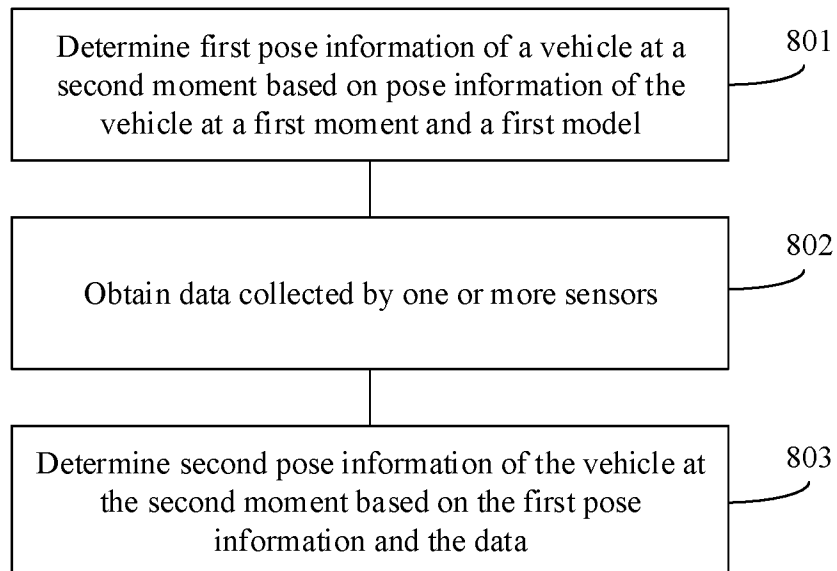 Determine first pose information of a vehicle at a
second moment based on pose information of the
vehicle at a first moment and a first model
801
Obtain data collected by one or more sensors
802
Determine second pose information of the vehicle at
the second moment based on the first pose
information and the data
803